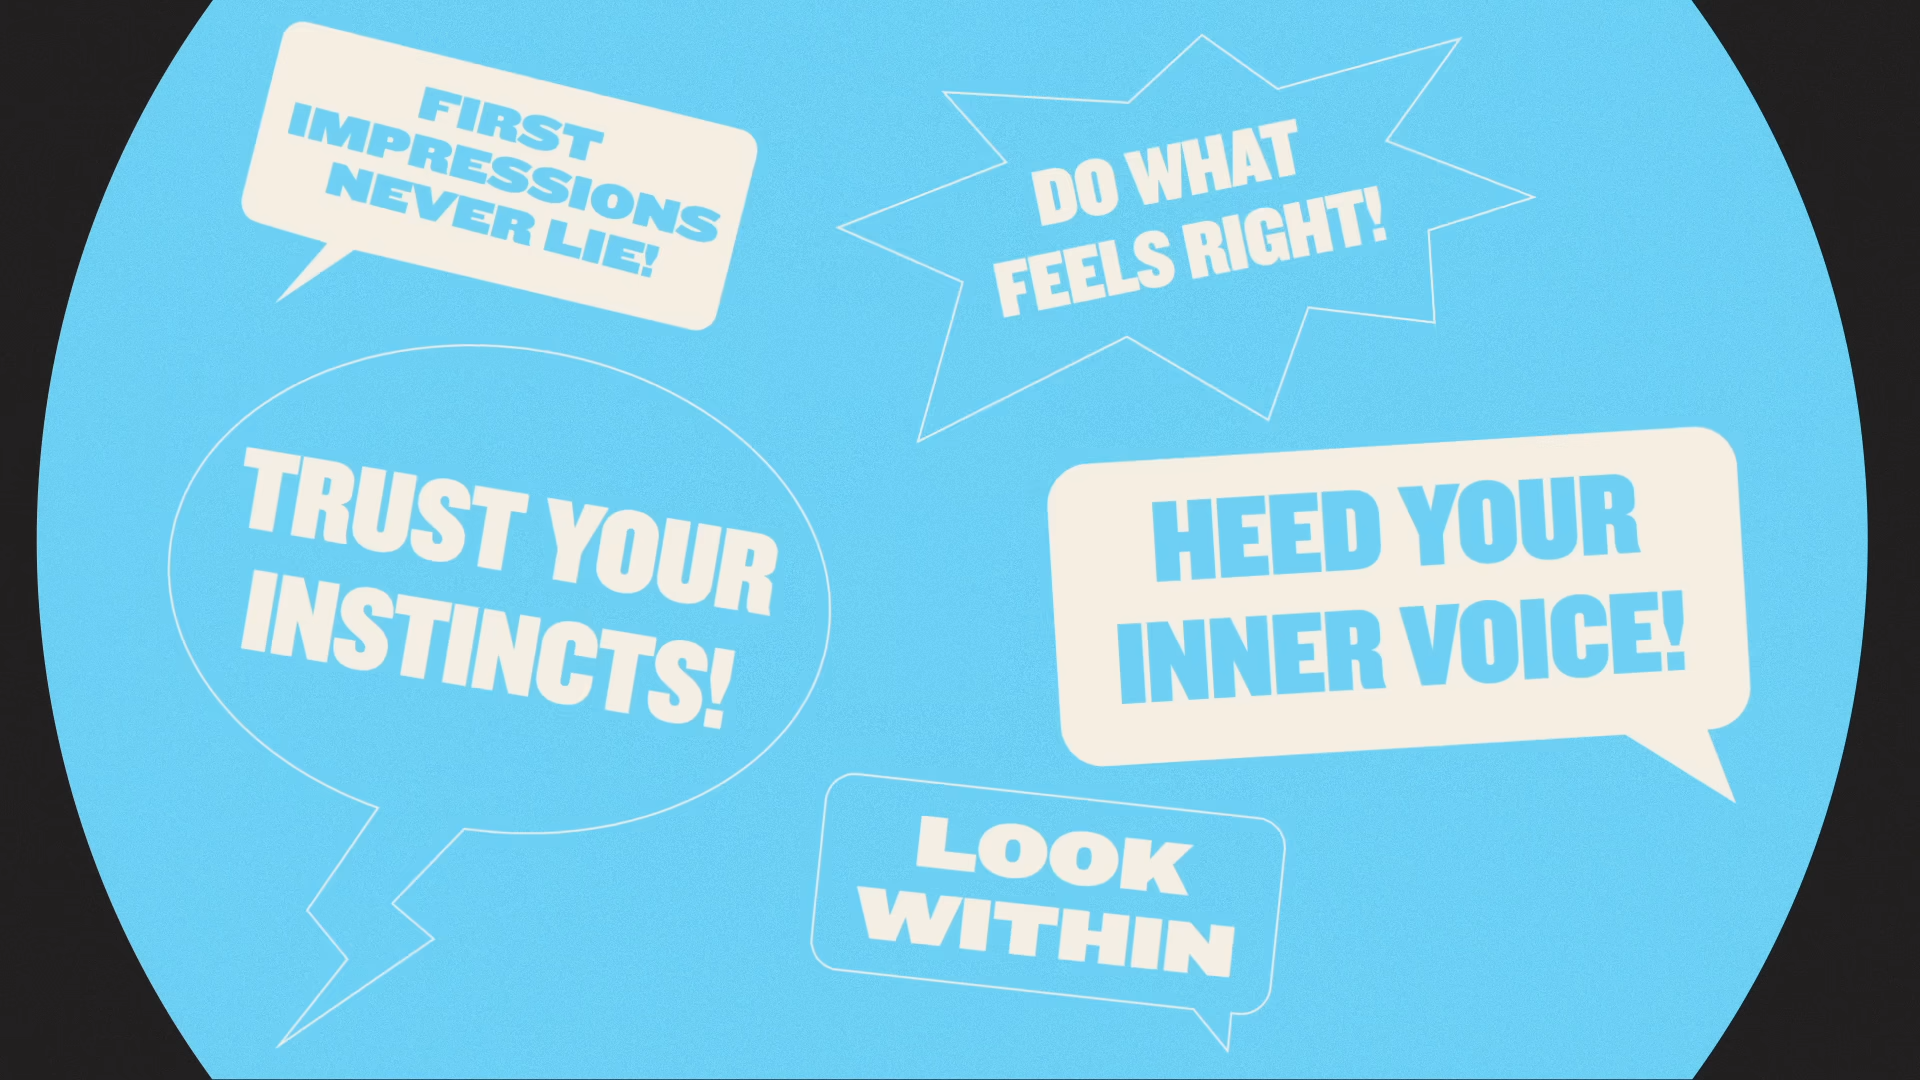 FIRST
IMPRESSIONS
NEVER LIE!
DO WHAT
FEELS RIGHT!
TRUST YOUR
INSTINCTS!
HEED YOUR
INNER VOICE!
LOOK
WITHIN